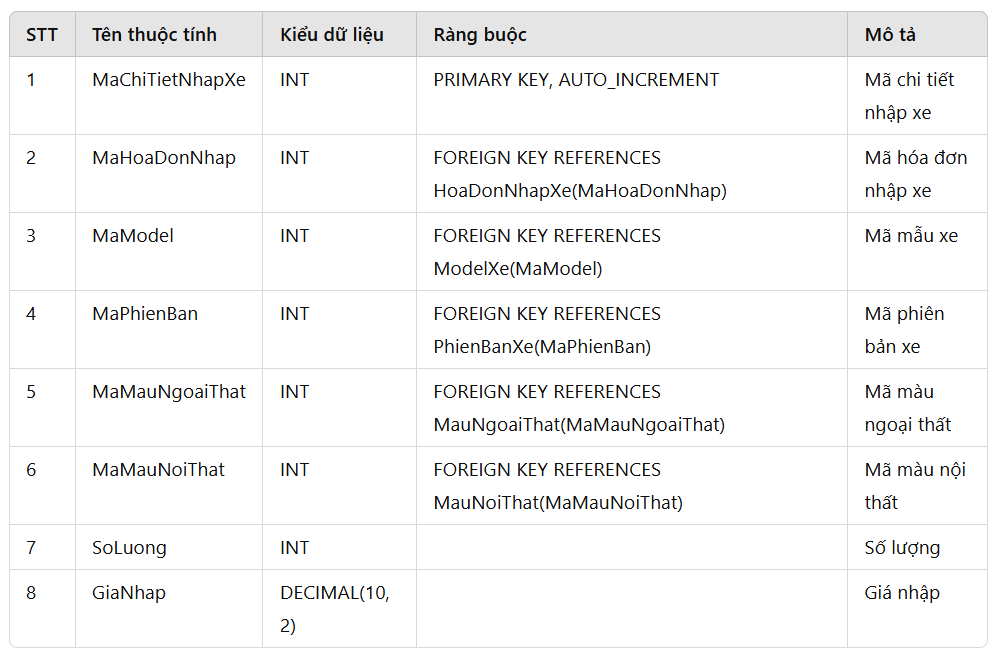 STT Tên thuộc tính Kiểu dữ liệu Ràng buộc Mô tả
1 MaChiTietNhapXe INT PRIMARY KEY, AUTO_INCREMENT Mã chi tiết
nhập xe
2 MaHoaDonNhap INT FOREIGN KEY REFERENCES Mã hóa đơn
HoaDonNhapXe(MaHoaDonNhap) nhập xe
3 MaModel INT FOREIGN KEY REFERENCES Mã mẫu xe
ModelXe(MaModel)
4 MaPhienBan INT FOREIGN KEY REFERENCES Mã phiên
PhienBanXe(MaPhienBan) bản xe
5 MaMauNgoaiThat INT FOREIGN KEY REFERENCES Mã màu
MauNgoaiThat(MaMauNgoaiThat) ngoại thất
6 MaMauNoiThat INT FOREIGN KEY REFERENCES Mã màu nội
MauNoiThat(MaMauNoiThat) thất
7 SoLuong INT Số lượng
8 GiaNhap DECIMAL(10, Giá nhập
2)